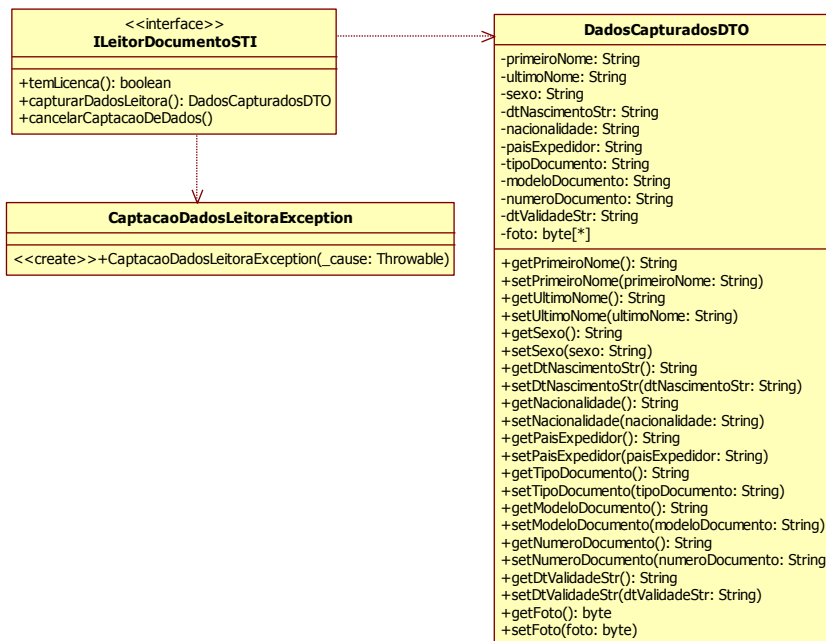 <<interface>>
ILeitorDocumentoSTI
+temLicenca(): boolean
+capturarDadosLeitora(): DadosCapturadosDTO
+cancelarCaptacaoDeDados()
CaptacaoDadosLeitoraException
<<create>>+CaptacaoDadosLeitoraException(_cause: Throwable)
DadosCapturadosDTO
-primeiroNome: String
-ultimoNome: String
-sexo: String
-dtNascimentoStr: String
-nacionalidade: String
-paisExpedidor: String
-tipoDocumento: String
-modeloDocumento: String
-numeroDocumento: String
-dtValidadeStr: String
-foto: byte[*]
+getPrimeiroNome(): String
+setPrimeiroNome(primeiroNome: String)
+getUltimoNome(): String
+setUltimoNome(ultimoNome: String)
+getSexo(): String
+setSexo(sexo: String)
+getDtNascimentoStr(): String
+setDtNascimentoStr(dtNascimentoStr: String)
+getNacionalidade(): String
+setNacionalidade(nacionalidade: String)
+getPaisExpedidor(): String
+setPaisExpedidor(paisExpedidor: String)
+getTipoDocumento(): String
+setTipoDocumento(tipoDocumento: String)
+getModeloDocumento(): String
+setModeloDocumento(modeloDocumento: String)
+getNumeroDocumento(): String
+setNumeroDocumento(numeroDocumento: String
+getDtValidadeStr(): String
+setDtValidadeStr(dtValidadeStr: String)
+getFoto(): byte
+setFoto(foto: byte)